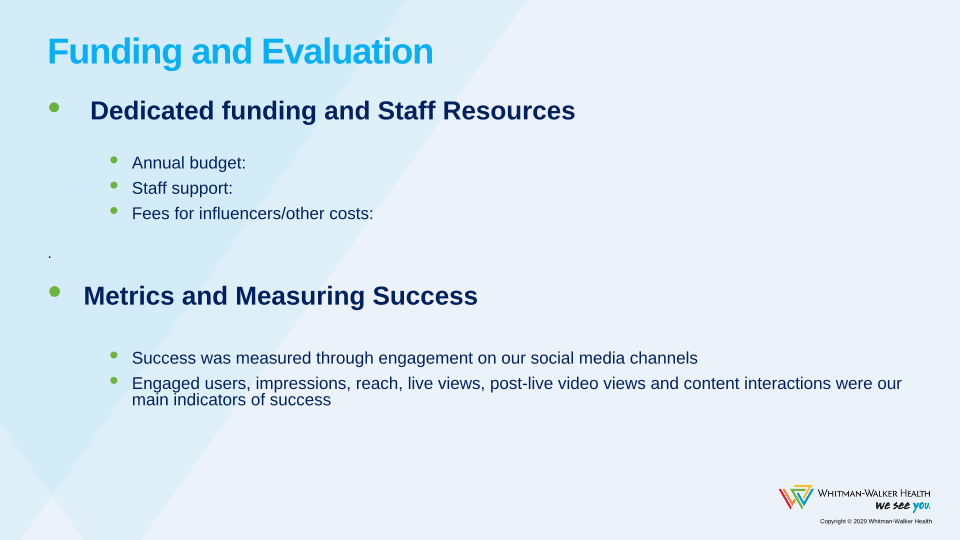 Funding and Evaluation
• Dedicated funding and Staff Resources
• Annual budget:
• Staff support:
• Fees for influencers/other costs:
.
• Metrics and Measuring Success
• Success was measured through engagement on our social media channels
• Engaged users, impressions, reach, live views, post-live video views and content interactions were our
main indicators of success
WHITMAN-WALKER HEALTH
we see you.
Copyright © 2020 Whitman-Walker Health